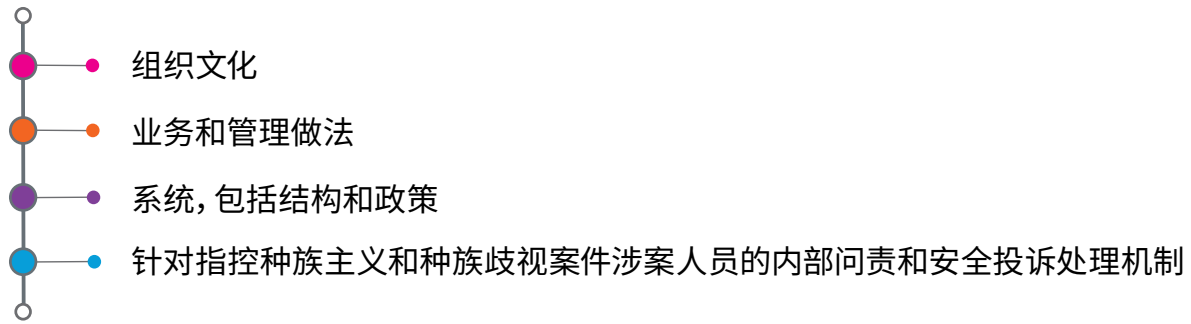 组织文化
业务和管理做法
系统，包括结构和政策
针对指控种族主义和种族歧视案件涉案人员的内部问责和安全投诉处理机制